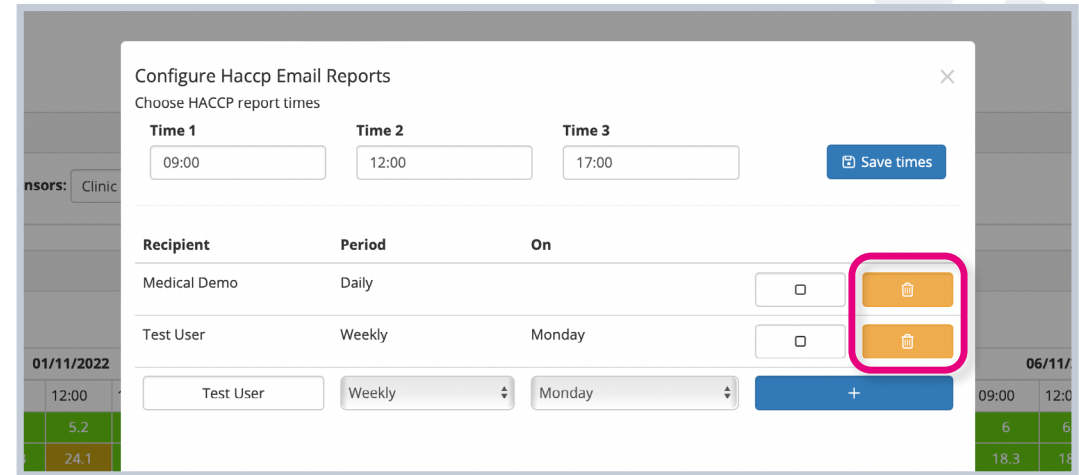 Configure Haccp Email Reports
Choose HACCP report times
Time 1 Time 2 Time 3
09:00 12:00 17:00 Save times
nsors: Clinic
Recipient Period On
Medical Demo Daily
Test User Weekly Monday
01/11/2022 06/11/
Test User Weekly Monday +
12:00 09:00 12:0
5.2 6 6
24.1 18.3 18